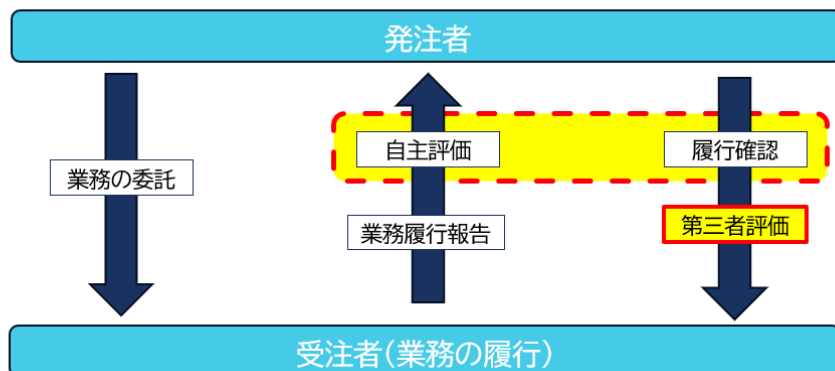 発注者
業務の委託
自主評価
履行確認
業務履行報告
第三者評価
受注者(業務の履行)